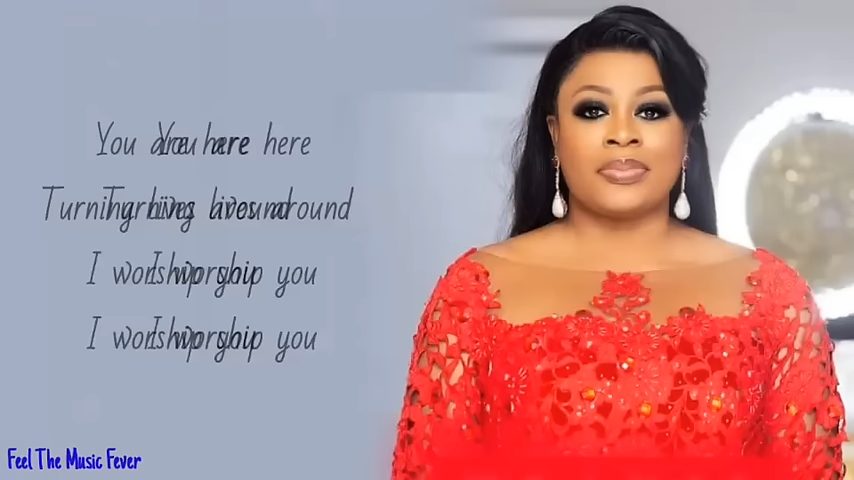 You are here
Turning lives around
I worship you
I worship you
Feel The Music Fever